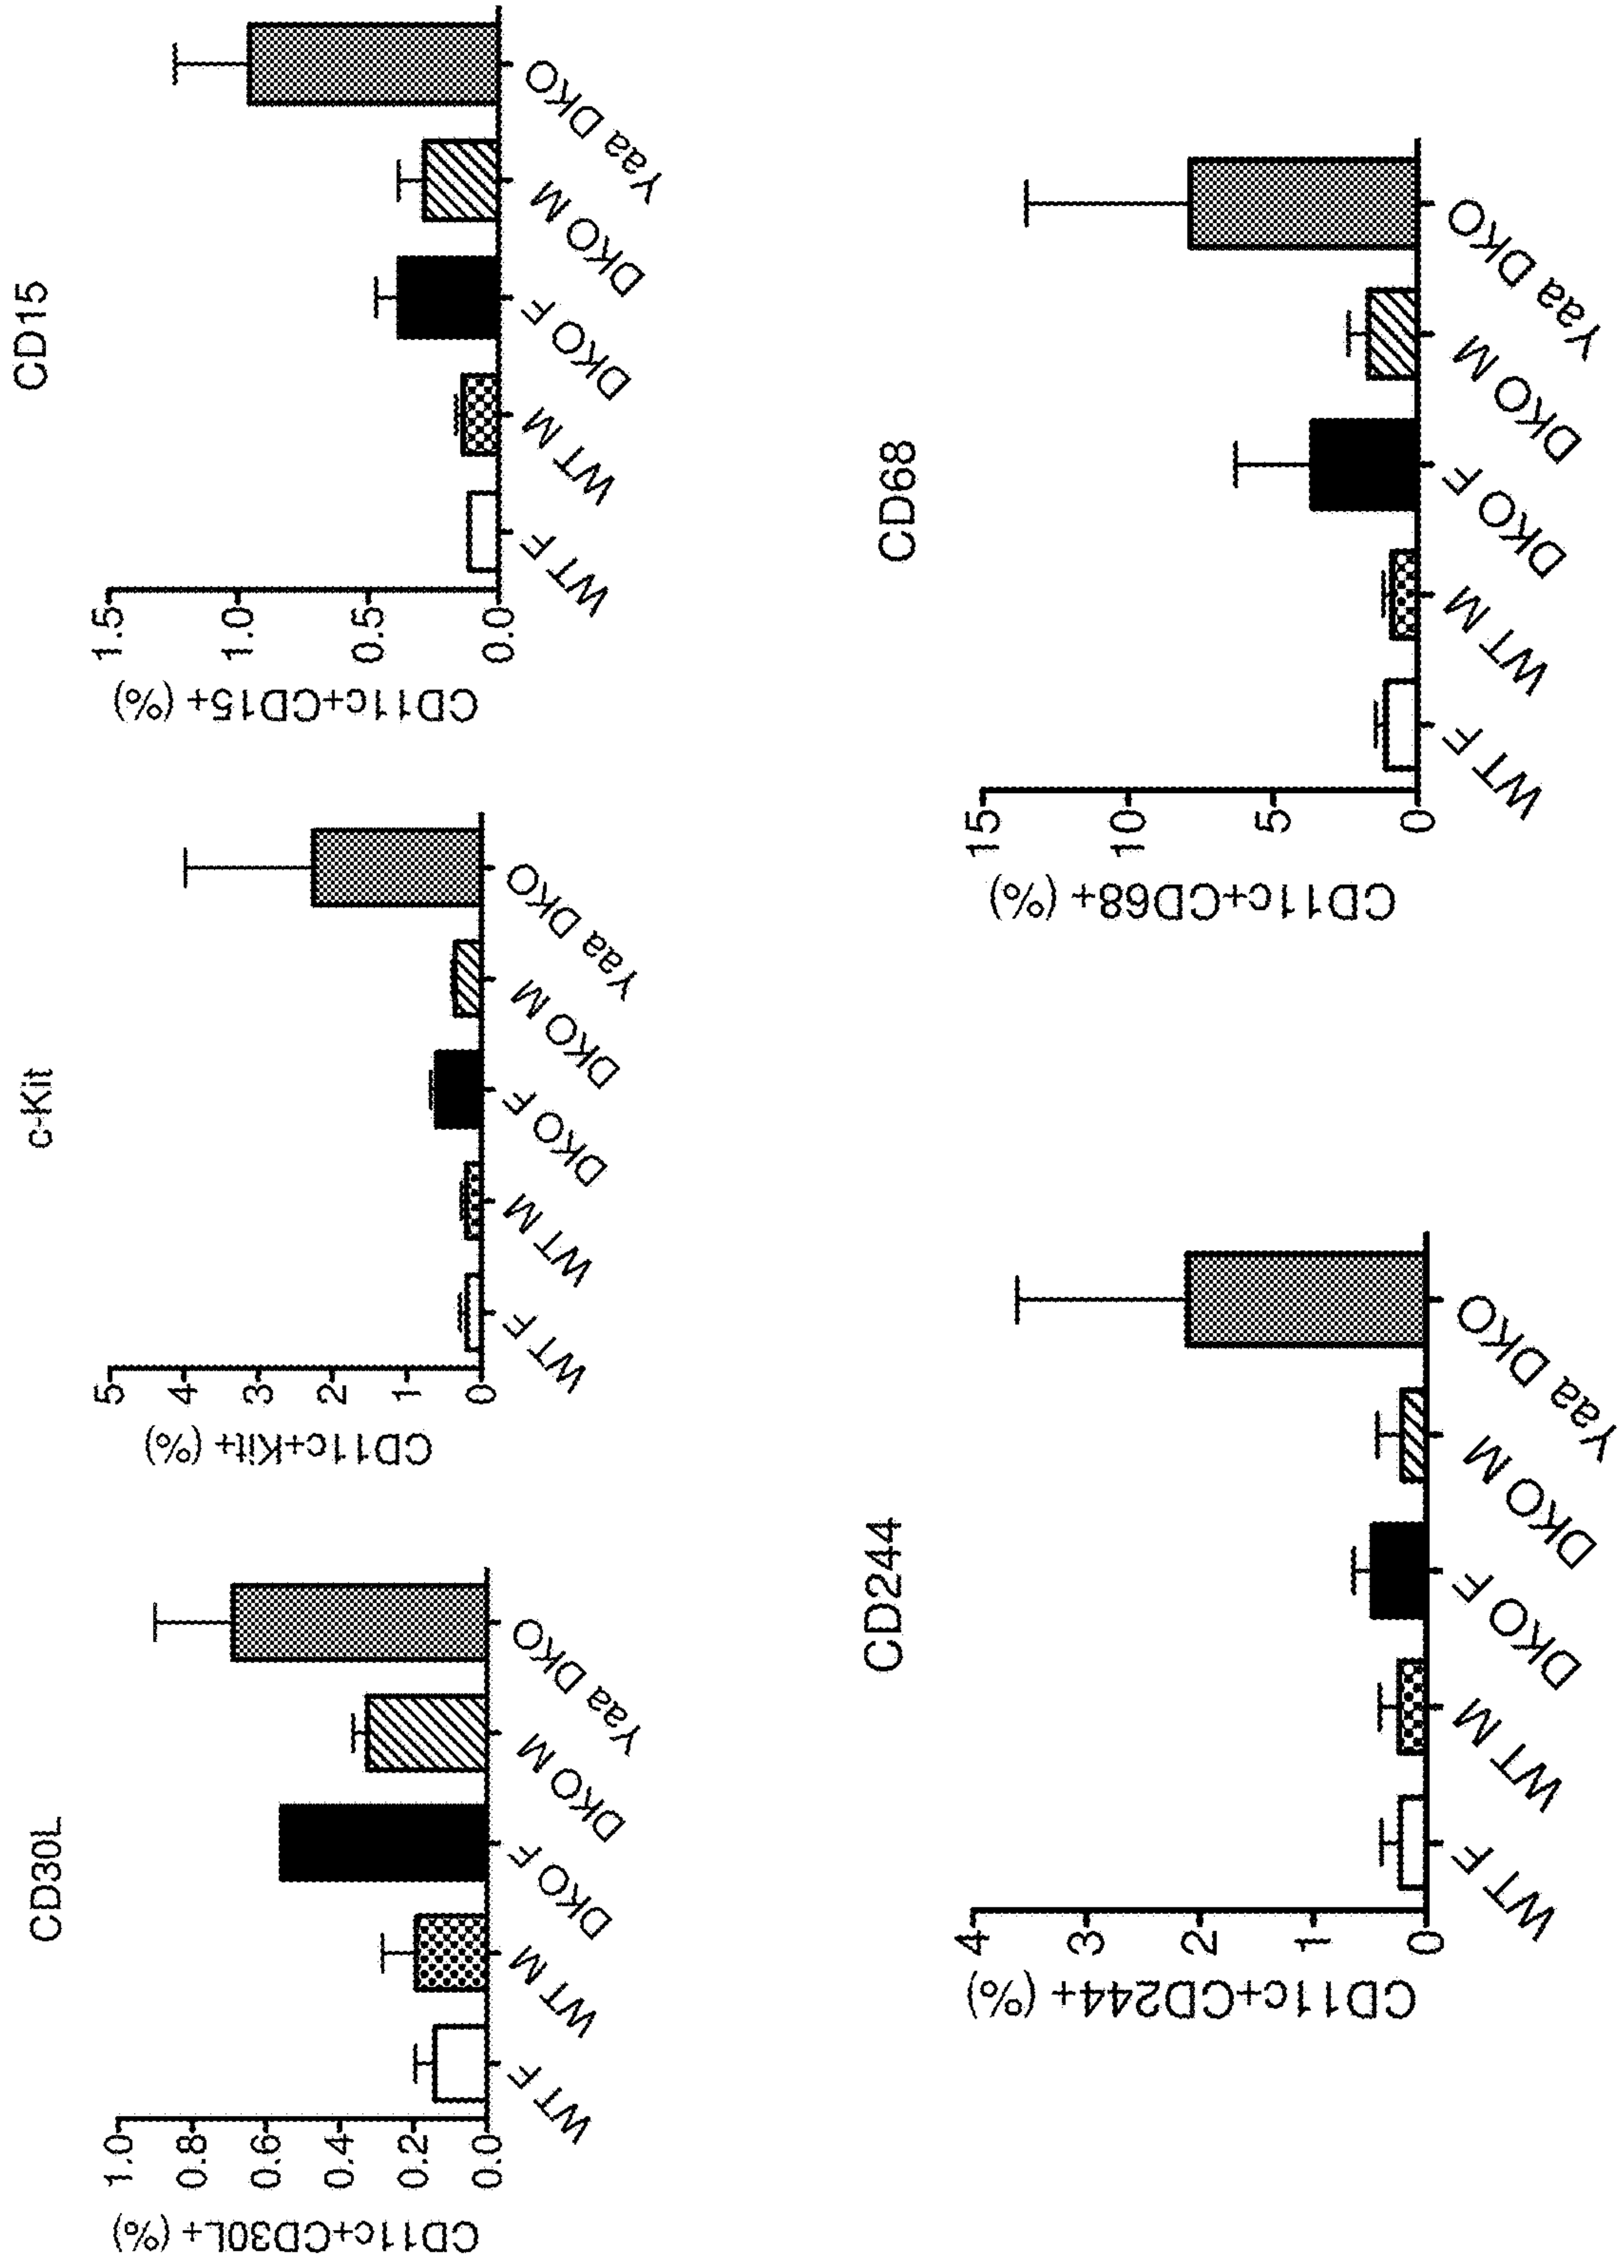 CD30L
CD11c+CD30L+ (%)
1.0
0.8
0.6
0.4
0.2
0.0
WT F
WT M
DKO F
DKO M
Yaa DKO
c-Kit
CD11c+Kit+ (%)
5
4
3
2
1
0
WT F
WT M
DKO F
DKO M
Yaa DKO
CD15
CD11c+CD15+ (%)
1.5
1.0
0.5
0.0
WT F
WT M
DKO F
DKO M
Yaa DKO
CD244
CD11c+CD244+ (%)
4
3
2
1
0
WT F
WT M
DKO F
DKO M
Yaa DKO
CD68
CD11c+CD68+ (%)
15
10
5
0
WT F
WT M
DKO F
DKO M
Yaa DKO